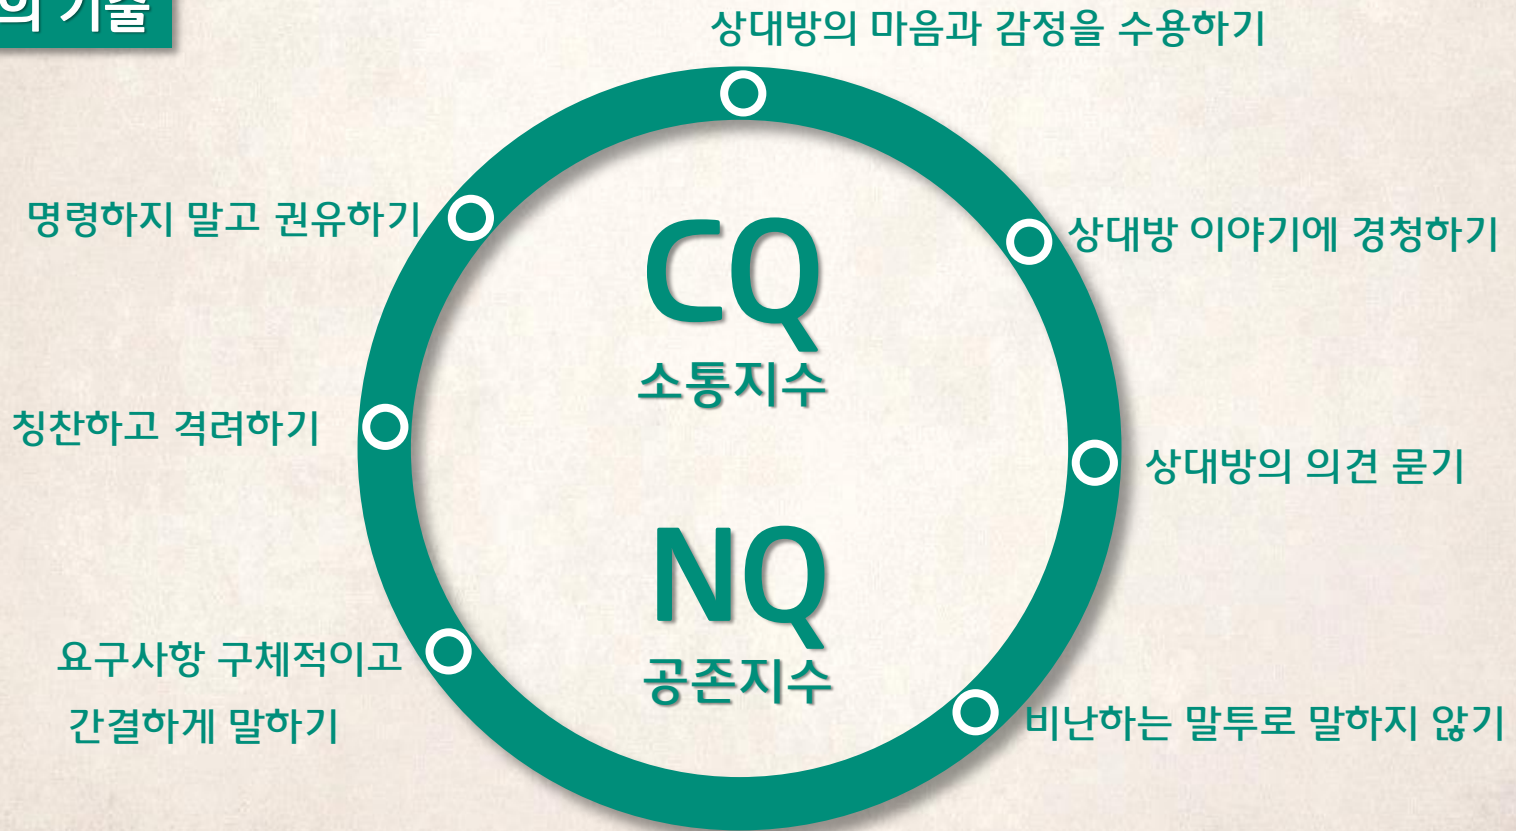 의 기술
상대방의 마음과 감정을 수용하기
명령하지 말고 권유하기
상대방 이야기에 경청하기
CQ
소통지수
칭찬하고 격려하기
상대방의 의견 묻기
NQ
공존지수
요구사항 구체적이고
간결하게 말하기
비난하는 말투로 말하지 않기